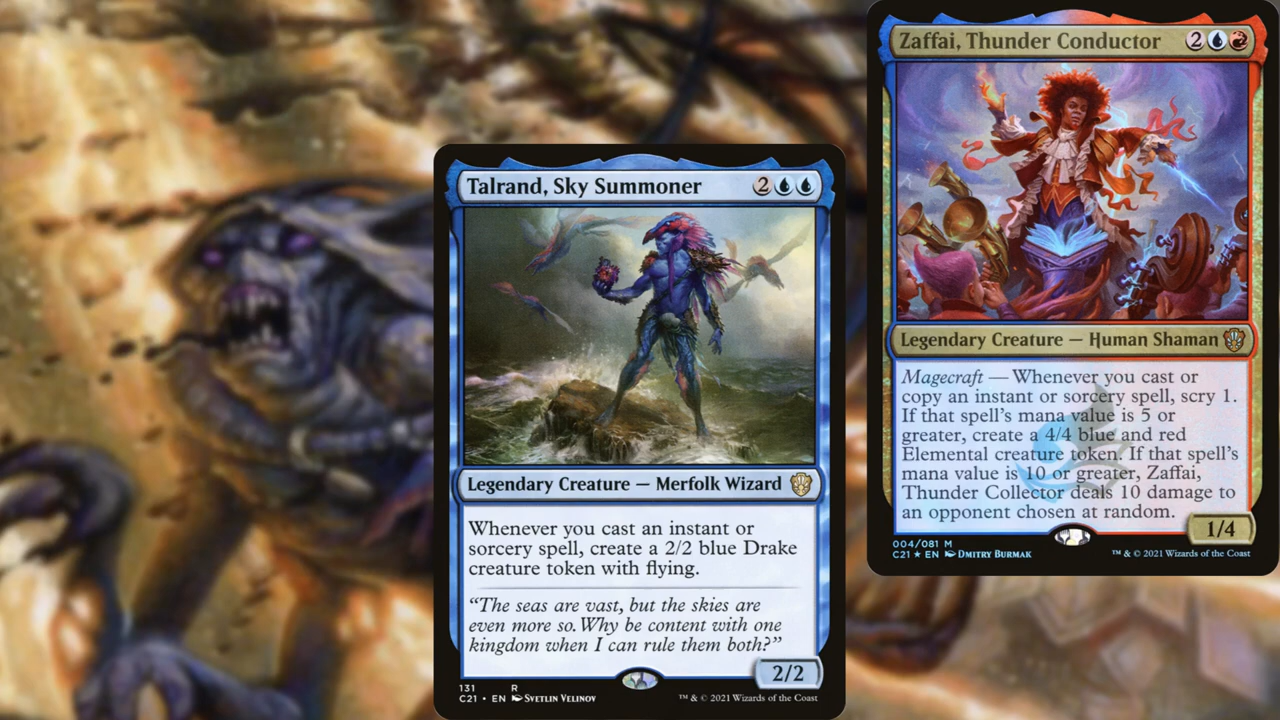 Talrand, Sky Summoner 2
Legendary Creature — Merfolk Wizard
Whenever you cast an instant or
sorcery spell, create a 2/2 blue Drake
creature token with flying.
“The seas are vast, but the skies are
even more so. Why be content with one
kingdom when I can rule them both?”
2/2
131 R
C21 • EN Svetlin Velinov
™ & © 2021 Wizards of the Coast
Zaffai, Thunder Conductor 2
Legendary Creature — Human Shaman
Magecraft — Whenever you cast or
copy an instant or sorcery spell, scry 1.
If that spell’s mana value is 5 or
greater, create a 4/4 blue and red
Elemental creature token. If that spell’s
mana value is 10 or greater, Zaffai,
Thunder Collector deals 10 damage to
an opponent chosen at random.
1/4
004/081 M
C21 ★ EN Dmitry Burmak
™ & © 2021 Wizards of the Coast